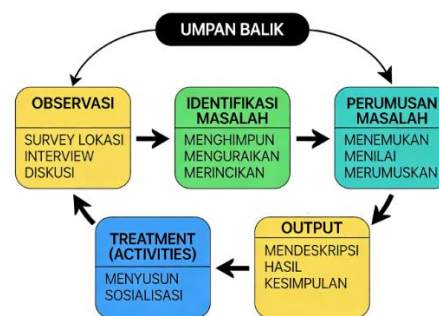 UMPAN BALIK
OBSERVASI
SURVEY LOKASI
INTERVIEW
DISKUSI
IDENTIFIKASI
MASALAH
MENGHIMPUN
MENGURAIKAN
MERINCIKAN
PERUMUSAN
MASALAH
MENEMUKAN
MENILAI
MERUMUSKAN
OUTPUT
MENDESKRIPSI
HASIL
KESIMPULAN
TREATMENT
(ACTIVITIES)
MENYUSUN
SOSIALISASI